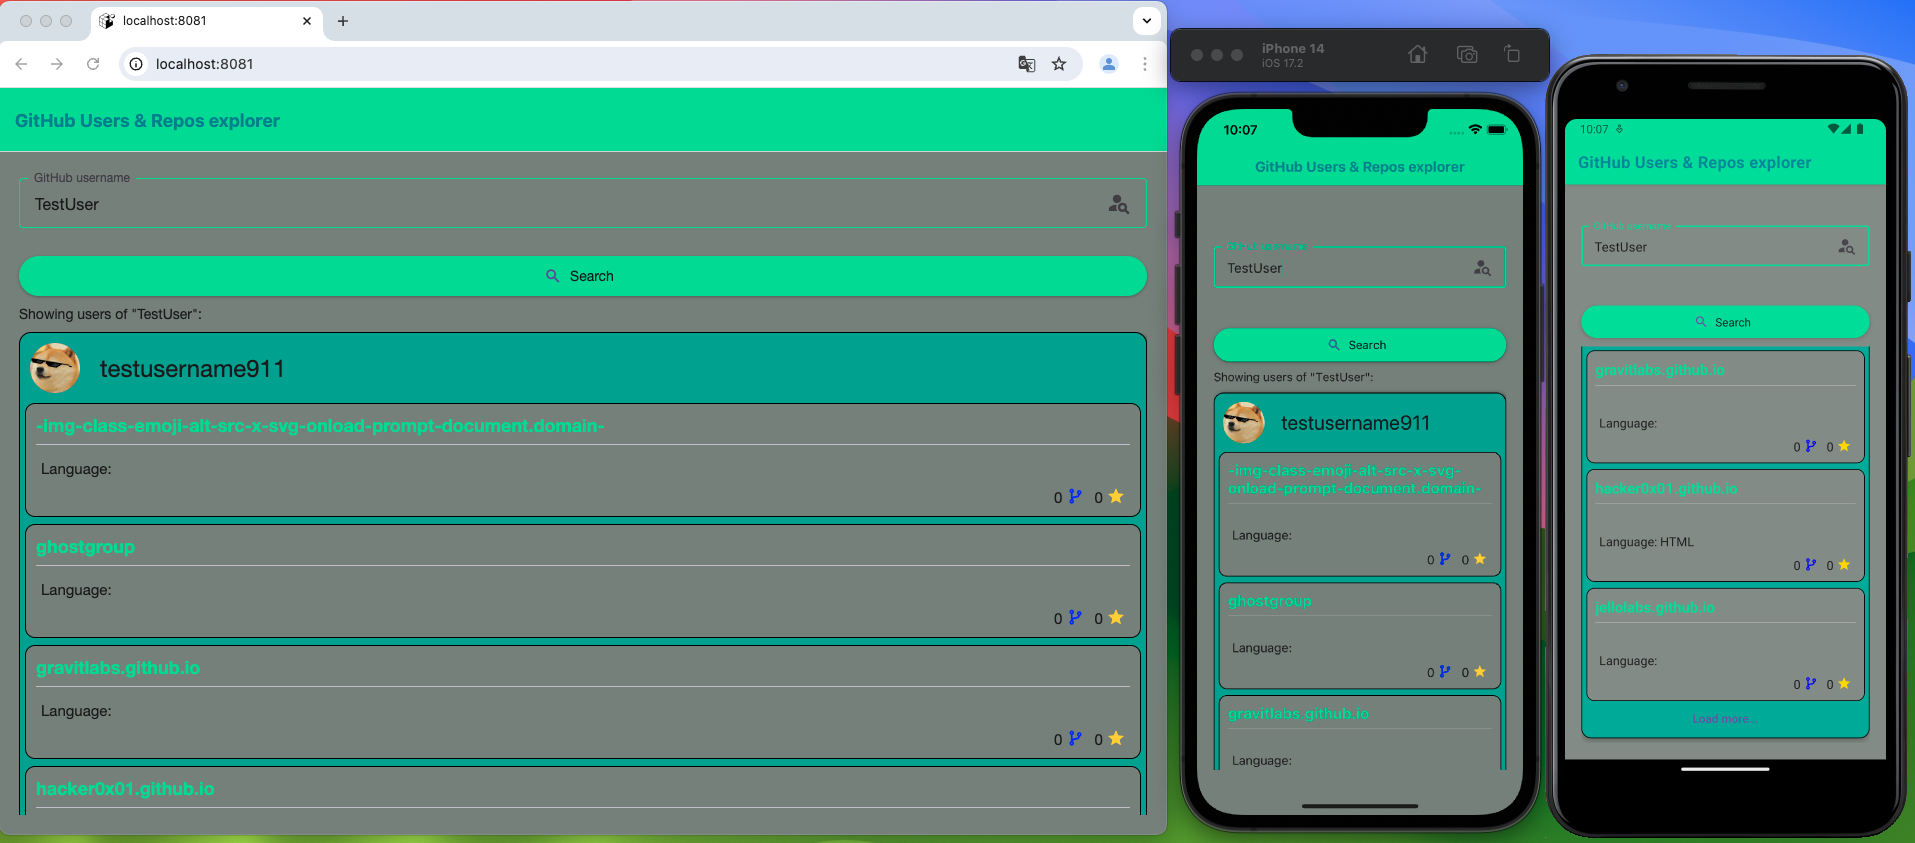 localhost:8081
localhost:8081
GitHub Users & Repos explorer
GitHub username
TestUser
Search
Showing users of "TestUser":
testusername911
-img-class-emoji-alt-src-x-svg-onload-prompt-document.domain-
Language:
0 0
ghostgroup
Language:
0 0
gravitlabs.github.io
Language:
0 0
hacker0x01.github.io
iPhone 14
iOS 17.2
10:07
GitHub Users & Repos explorer
TestUser
Search
Showing users of "TestUser":
testusername911
-img-class-emoji-alt-src-x-svg-
onload-prompt-document.domain-
Language:
0 0
ghostgroup
Language:
0 0
gravitlabs.github.io
Language:
10:07
GitHub Users & Repos explorer
TestUser
Search
gravitlabs.github.io
Language:
0 0
hacker0x01.github.io
Language: HTML
0 0
jellolabs.github.io
Language:
0 0
Load more...